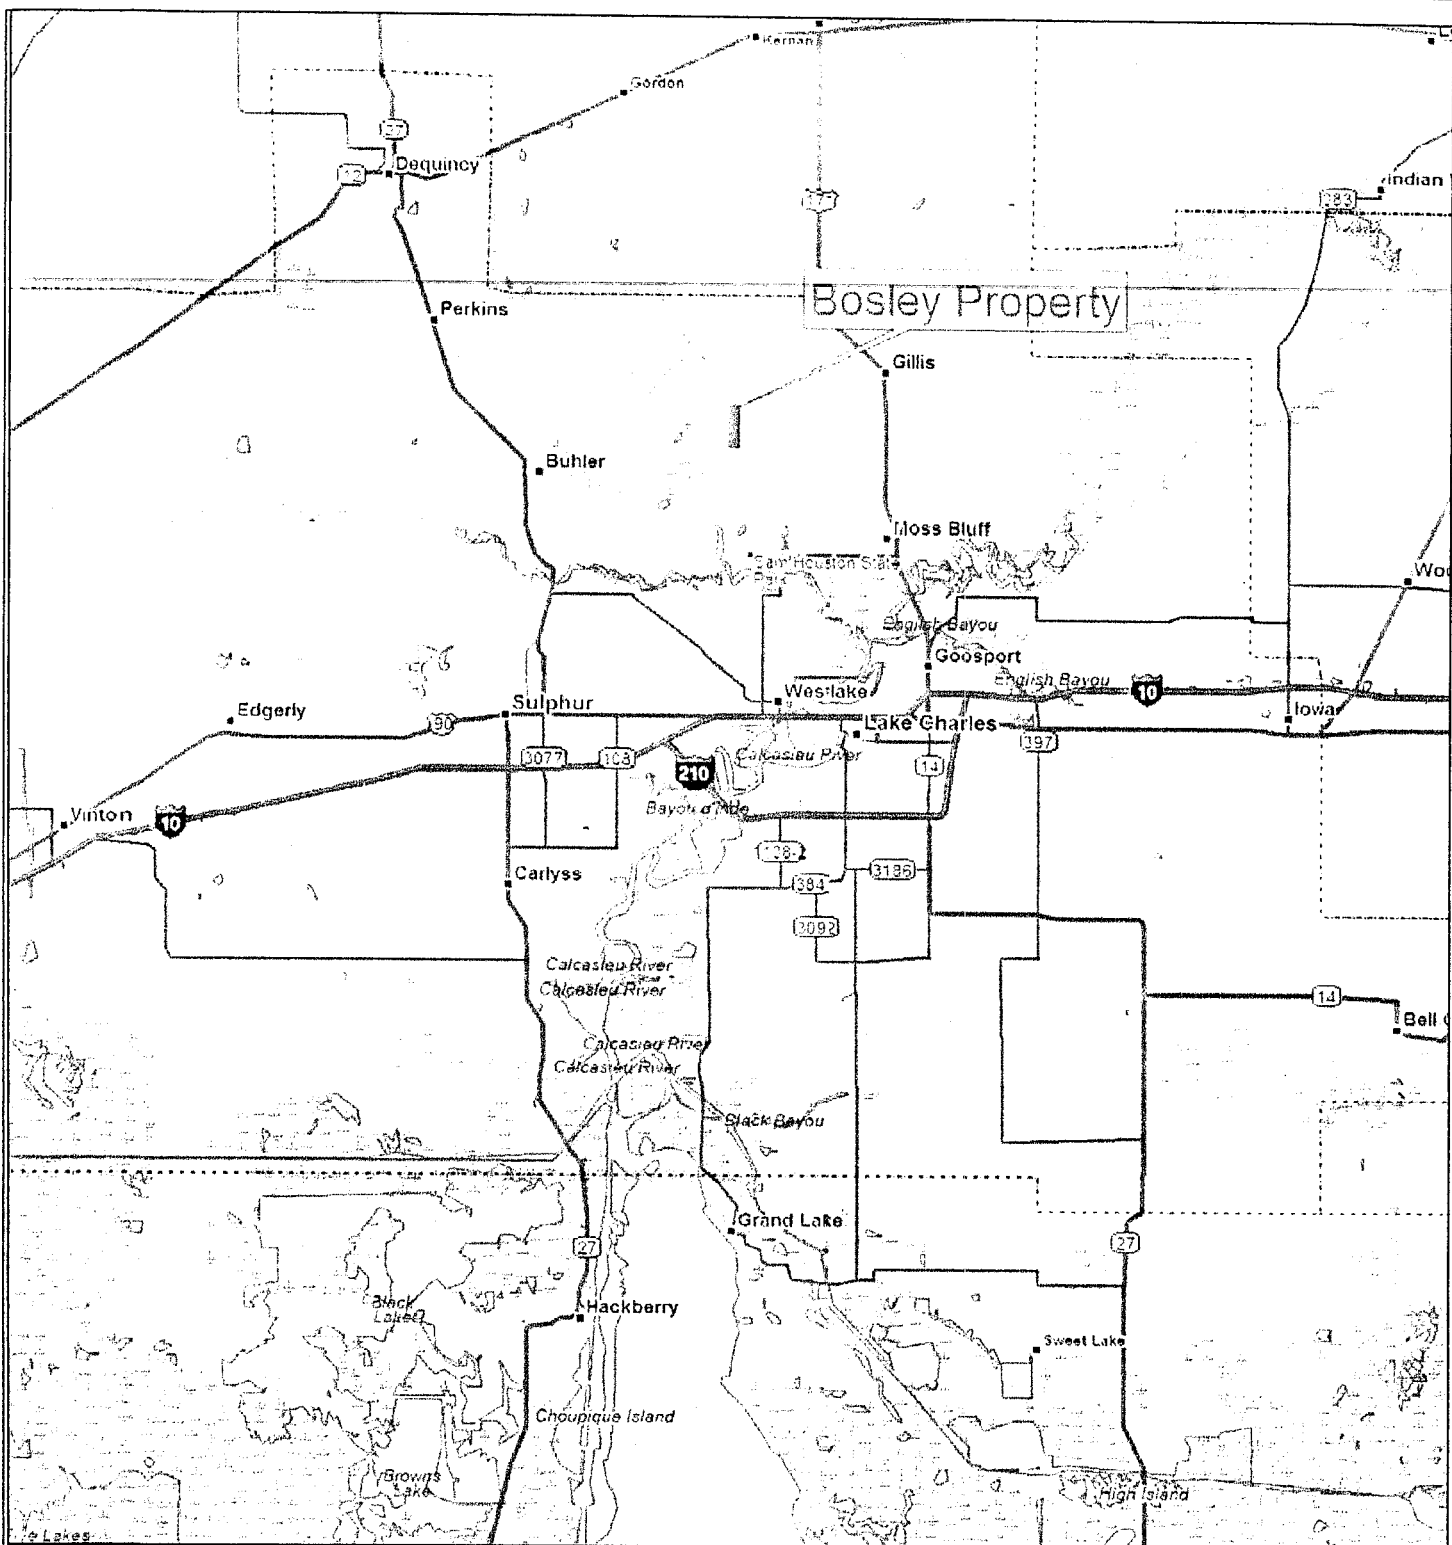 Kernan
Gordon
27
Dequincy
12
171
Indian
383
Bosley Property
Perkins
Gillis
Buhler
Moss Bluff
Sam Houston State
Park
English Bayou
Goosport
English Bayou
10
Westlake
Edgerly
90
Sulphur
Iowa
Lake Charles
3077
108
Calcasieu River
14
397
210
Bayou d'Inde
Vinton
10
384
3186
Carlyss
3092
Calcasieu River
Calcasieu River
14
Bell
Calcasieu River
Calcasieu River
Black Bayou
Grand Lake
27
27
Black
Lake
Hackberry
Sweet Lake
Choupique Island
Browns
Lake
High Island
Lakes